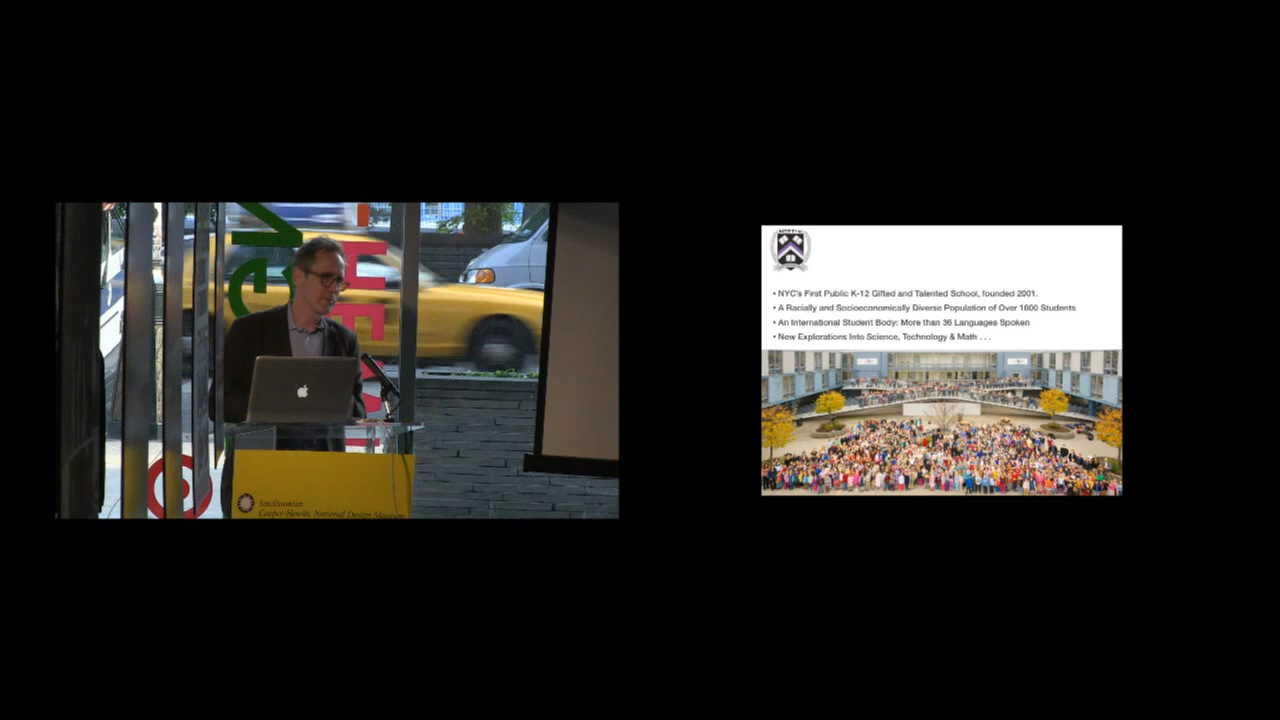 Smithsonian
Cooper-Hewitt, National Design Museum
• NYC's First Public K-12 Gifted and Talented School, founded 2001.
• A Racially and Socioeconomically Diverse Population of Over 1600 Students
• An International Student Body: More than 36 Languages Spoken
• New Explorations Into Science, Technology & Math . . .